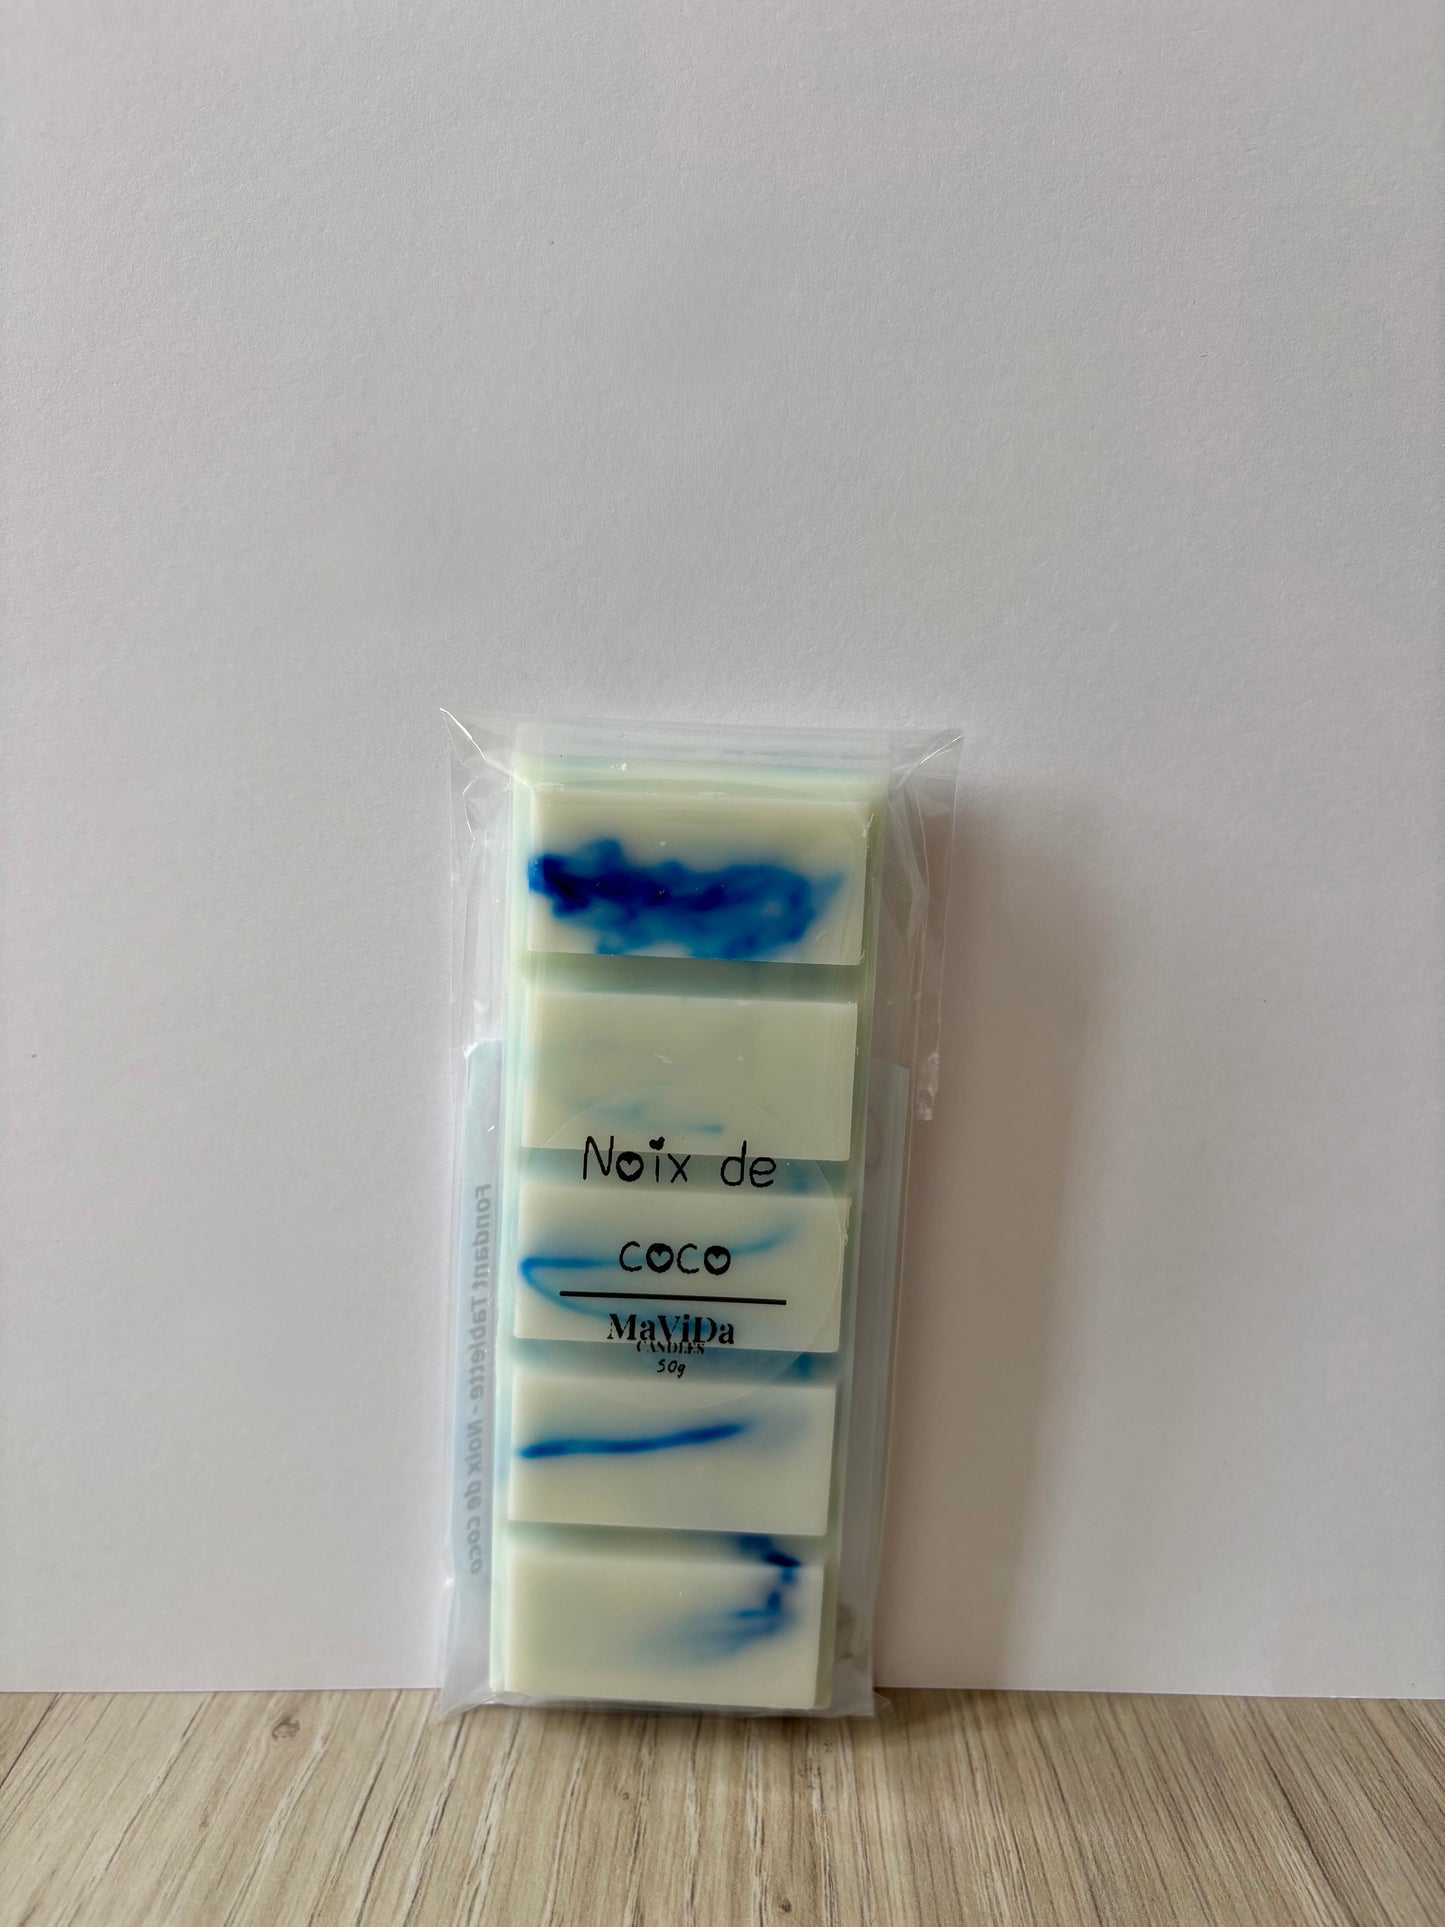 Noix de
coco
MaViDa
CANDLES
50g
Fondant Tablette - Noix de coco